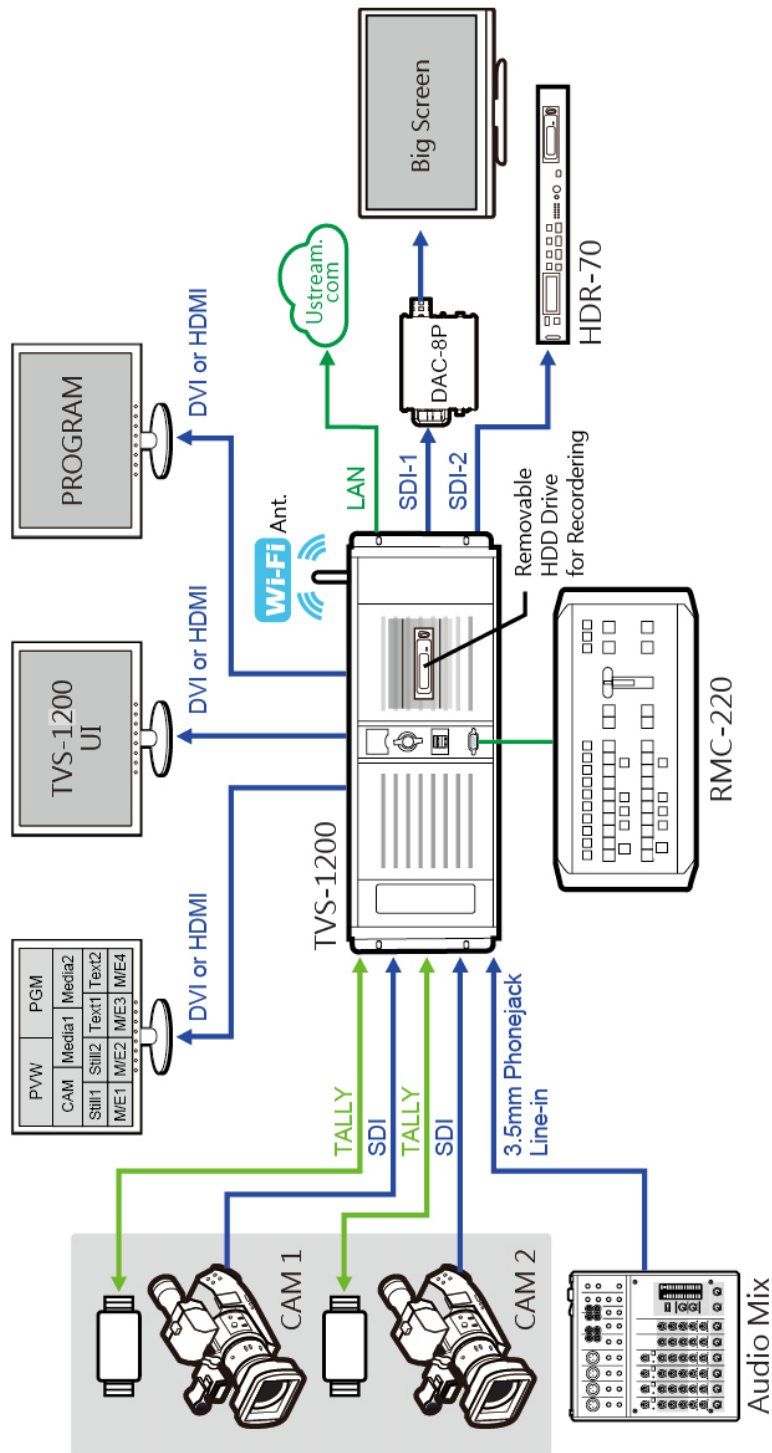 PVW PGM
CAM Media1 Media2
Still1 Still2 Text1 Text2
M/E1 M/E2 M/E3 M/E4
TVS-1200
UI
PROGRAM
DVI or HDMI
DVI or HDMI
DVI or HDMI
TALLY
SDI
TALLY
SDI
3.5mm Phonejack
Line-in
CAM 1
CAM 2
Audio Mix
TVS-1200
Wi-Fi Ant.
LAN
SDI-1
SDI-2
Ustream.
com
DAC-8P
Big Screen
HDR-70
Removable
HDD Drive
for Recordering
RMC-220